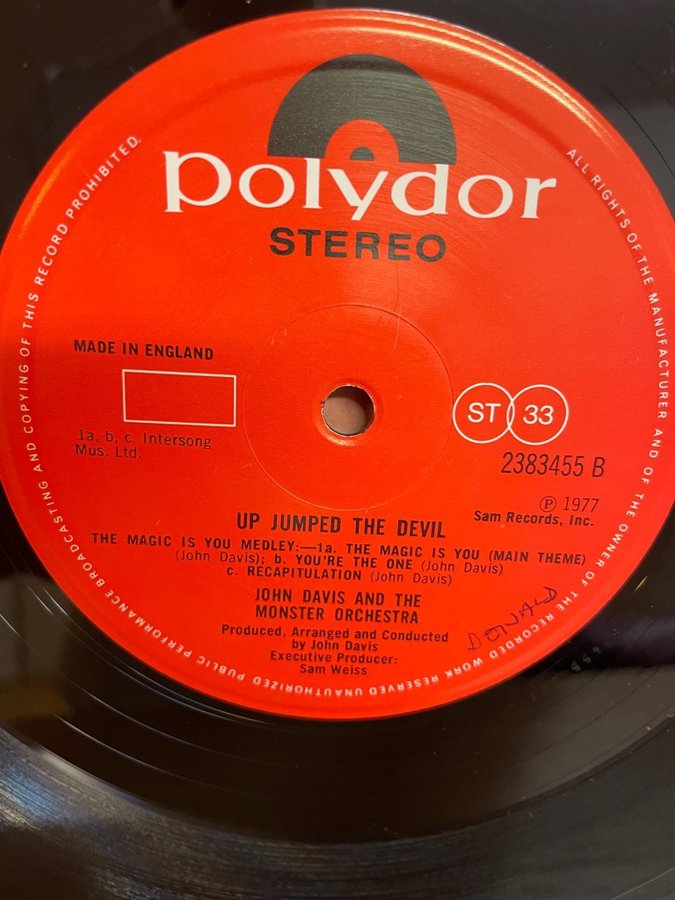 polydor
STEREO
MADE IN ENGLAND
1a, b, c. Intersong
Mus. Ltd.
ST 33
2383455 B
Ⓟ 1977
Sam Records, Inc.
UP JUMPED THE DEVIL
THE MAGIC IS YOU MEDLEY:—1a. THE MAGIC IS YOU (MAIN THEME)
(John Davis); b. YOU'RE THE ONE (John Davis)
c. RECAPITULATION (John Davis)
JOHN DAVIS AND THE
MONSTER ORCHESTRA
Produced, Arranged and Conducted
by John Davis
Executive Producer:
Sam Weiss
DONALD
ALL RIGHTS OF THE MANUFACTURER AND OF THE OWNER OF THE RECORDED WORK RESERVED UNAUTHORIZED PUBLIC PERFORMANCE BROADCASTING AND COPYING OF THIS RECORD PROHIBITED.